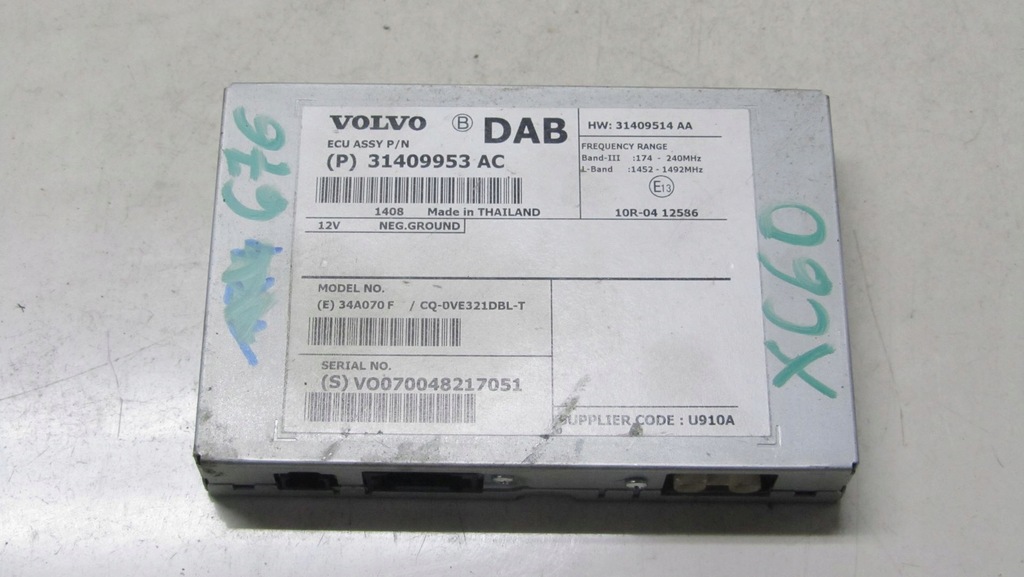 VOLVO Ⓑ DAB
ECU ASSY P/N
(P) 31409953 AC
1408 Made in THAILAND
12V NEG.GROUND
HW: 31409514 AA
FREQUENCY RANGE
Band-III :174 - 240MHz
L-Band :1452 - 1492MHz
E13
10R-04 12586
MODEL NO.
(E) 34A070 F / CQ-0VE321DBL-T
SERIAL NO.
(S) VO070048217051
SUPPLIER CODE : U910A
676
XC60